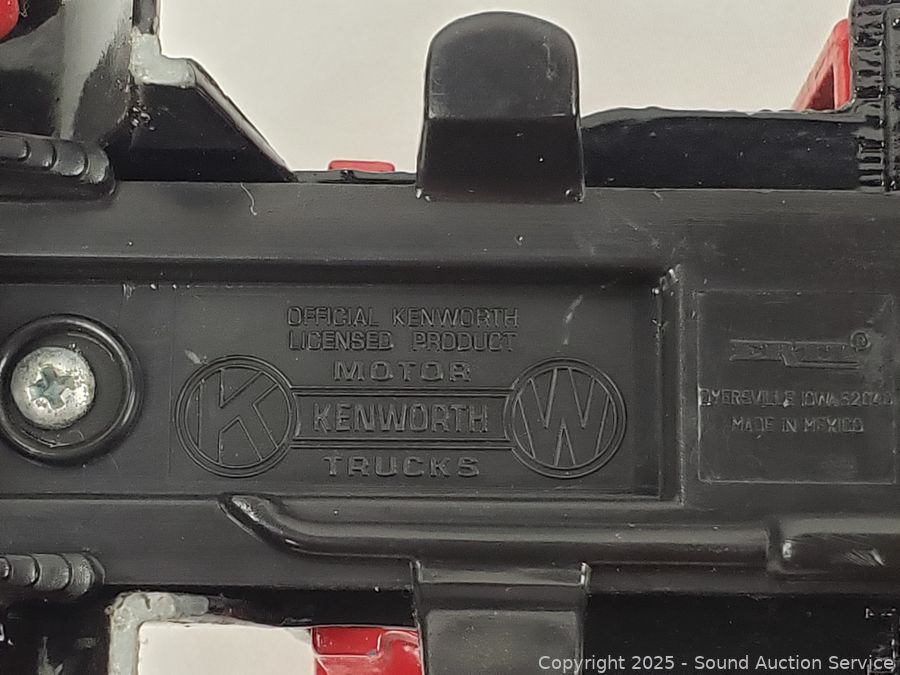 OFFICIAL KENWORTH
LICENSED PRODUCT
MOTOR
K KENWORTH W
TRUCKS
ERTL®
DYERSVILLE IOWA 52040
MADE IN MEXICO
Copyright 2025 - Sound Auction Service